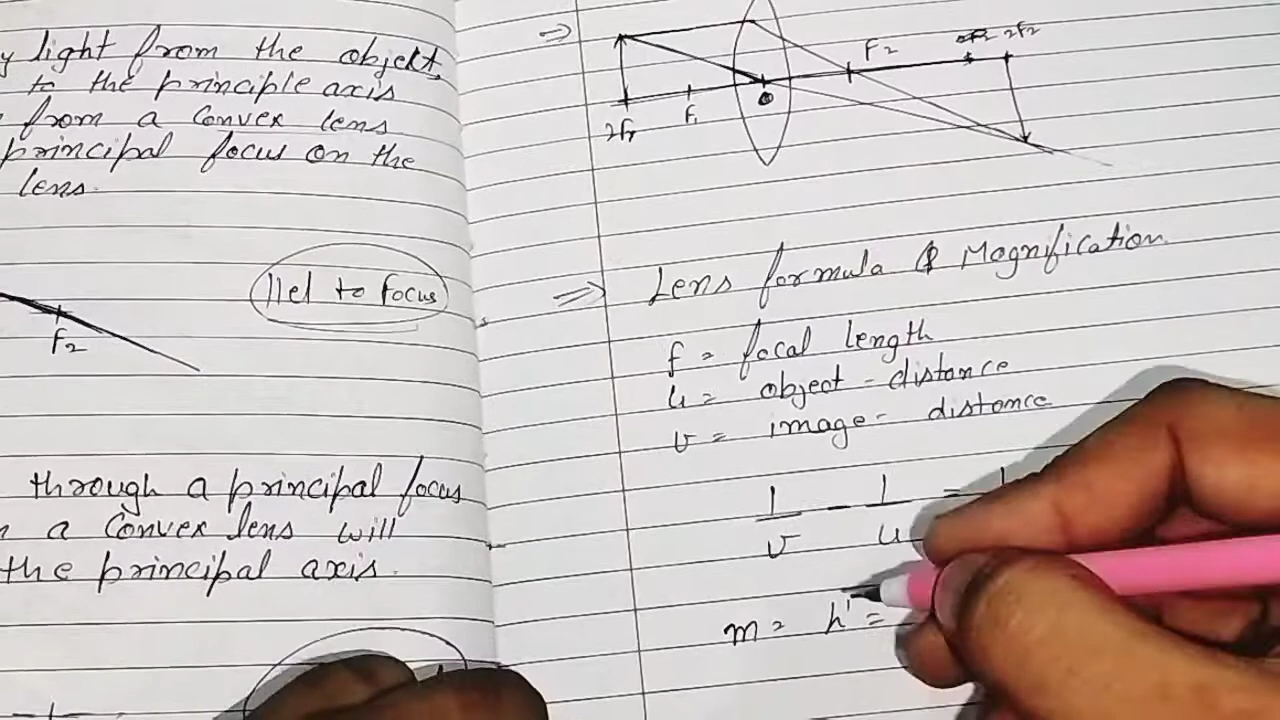 light from the object,
to the principle axis
from a Convex lens
principal focus on the
lens.
llel to focus
F2
through a principal focus
a Convex lens will
the principal axis.
⇒
2F1
F1
O
F2
2F2
⇒ Lens formula & Magnification
f = focal length
u = object - distance
v = image - distance
1/v - 1/u = 1
m = h' =